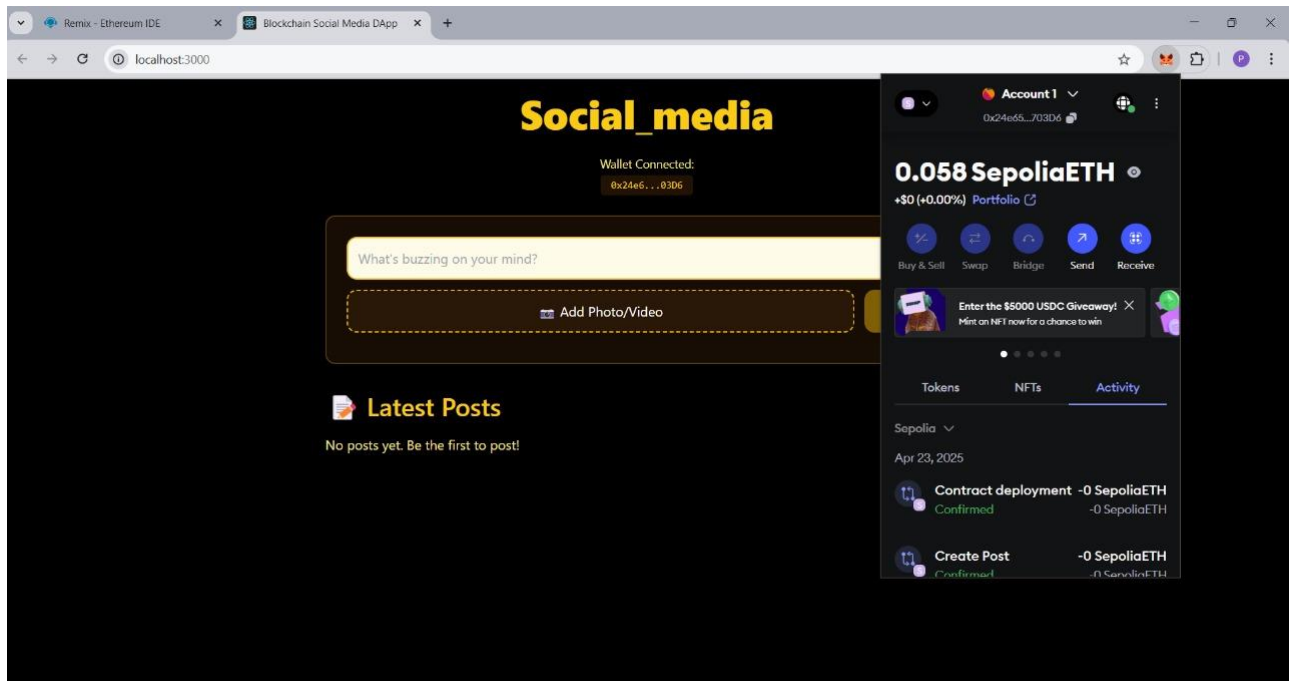 Remix - Ethereum IDE
Blockchain Social Media DApp
localhost:3000
P
Social_media
Wallet Connected:
0x24e6...03D6
What's buzzing on your mind?
Add Photo/Video
Latest Posts
No posts yet. Be the first to post!
S
Account 1
0x24e65...703D6
0.058 SepoliaETH
+$0 (+0.00%) Portfolio
Buy & Sell Swap Bridge Send Receive
Enter the $5000 USDC Giveaway!
Mint an NFT now for a chance to win
Tokens NFTs Activity
Sepolia
Apr 23, 2025
Contract deployment -0 SepoliaETH
Confirmed -0 SepoliaETH
S
Create Post -0 SepoliaETH
Confirmed -0 SepoliaETH
S